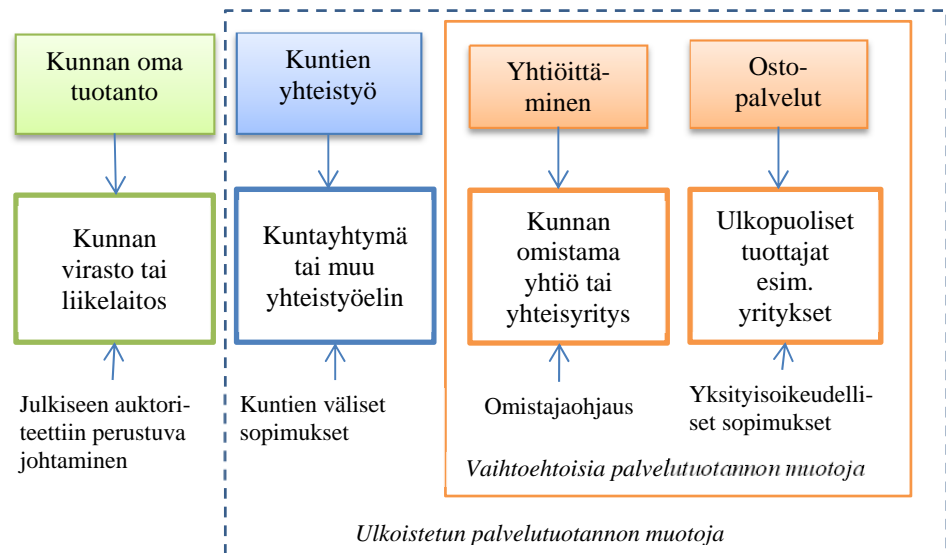 Kunnan oma
tuotanto
Kuntien
yhteistyö
Yhtiöittä-
minen
Osto-
palvelut
Kunnan
virasto tai
liikelaitos
Kuntayhtymä
tai muu
yhteistyöelin
Kunnan
omistama
yhtiö tai
yhteisyritys
Ulkopuoliset
tuottajat
esim.
yritykset
Julkiseen auktori-
teettiin perustuva
johtaminen
Kuntien väliset
sopimukset
Omistajaohjaus
Yksityisoikeudelli-
set sopimukset
Vaihtoehtoisia palvelutuotannon muotoja
Ulkoistetun palvelutuotannon muotoja